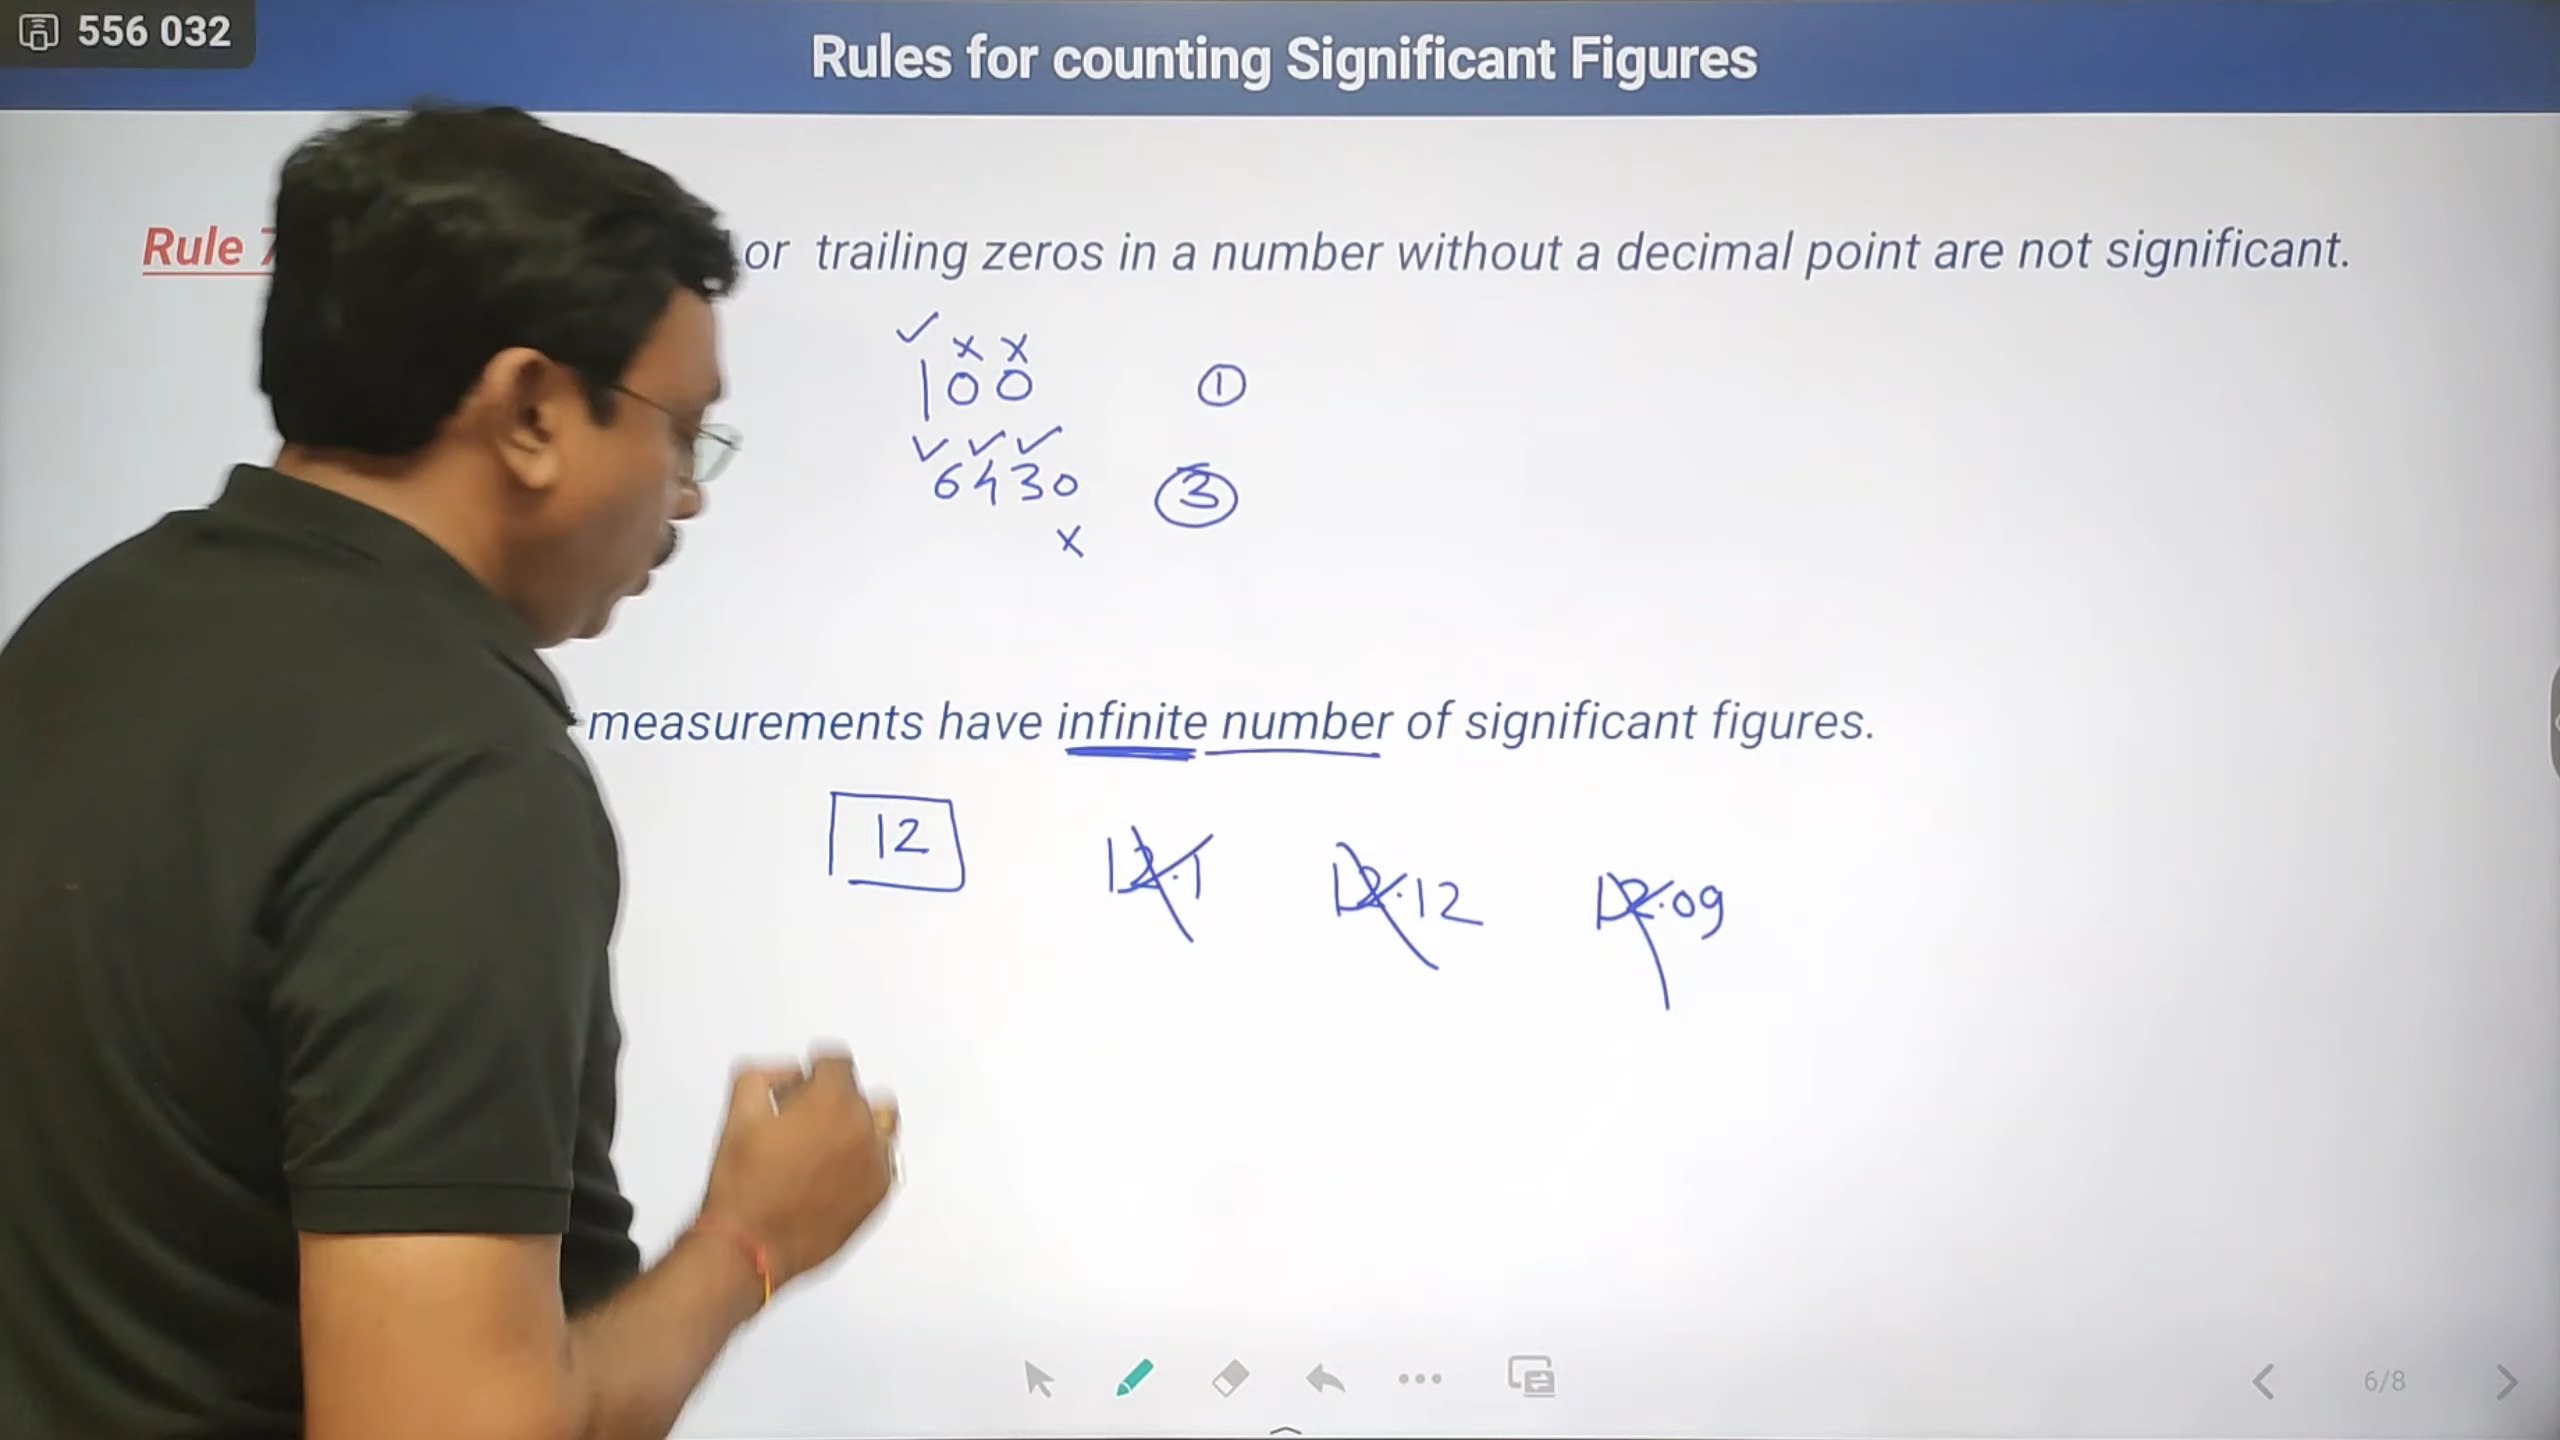 556 032
Rules for counting Significant Figures
Rule 7 or trailing zeros in a number without a decimal point are not significant.
✓ x x
100 ①
✓ ✓ ✓
6430 ③
x
measurements have infinite number of significant figures.
12 12.1 12.12 12.09
6/8